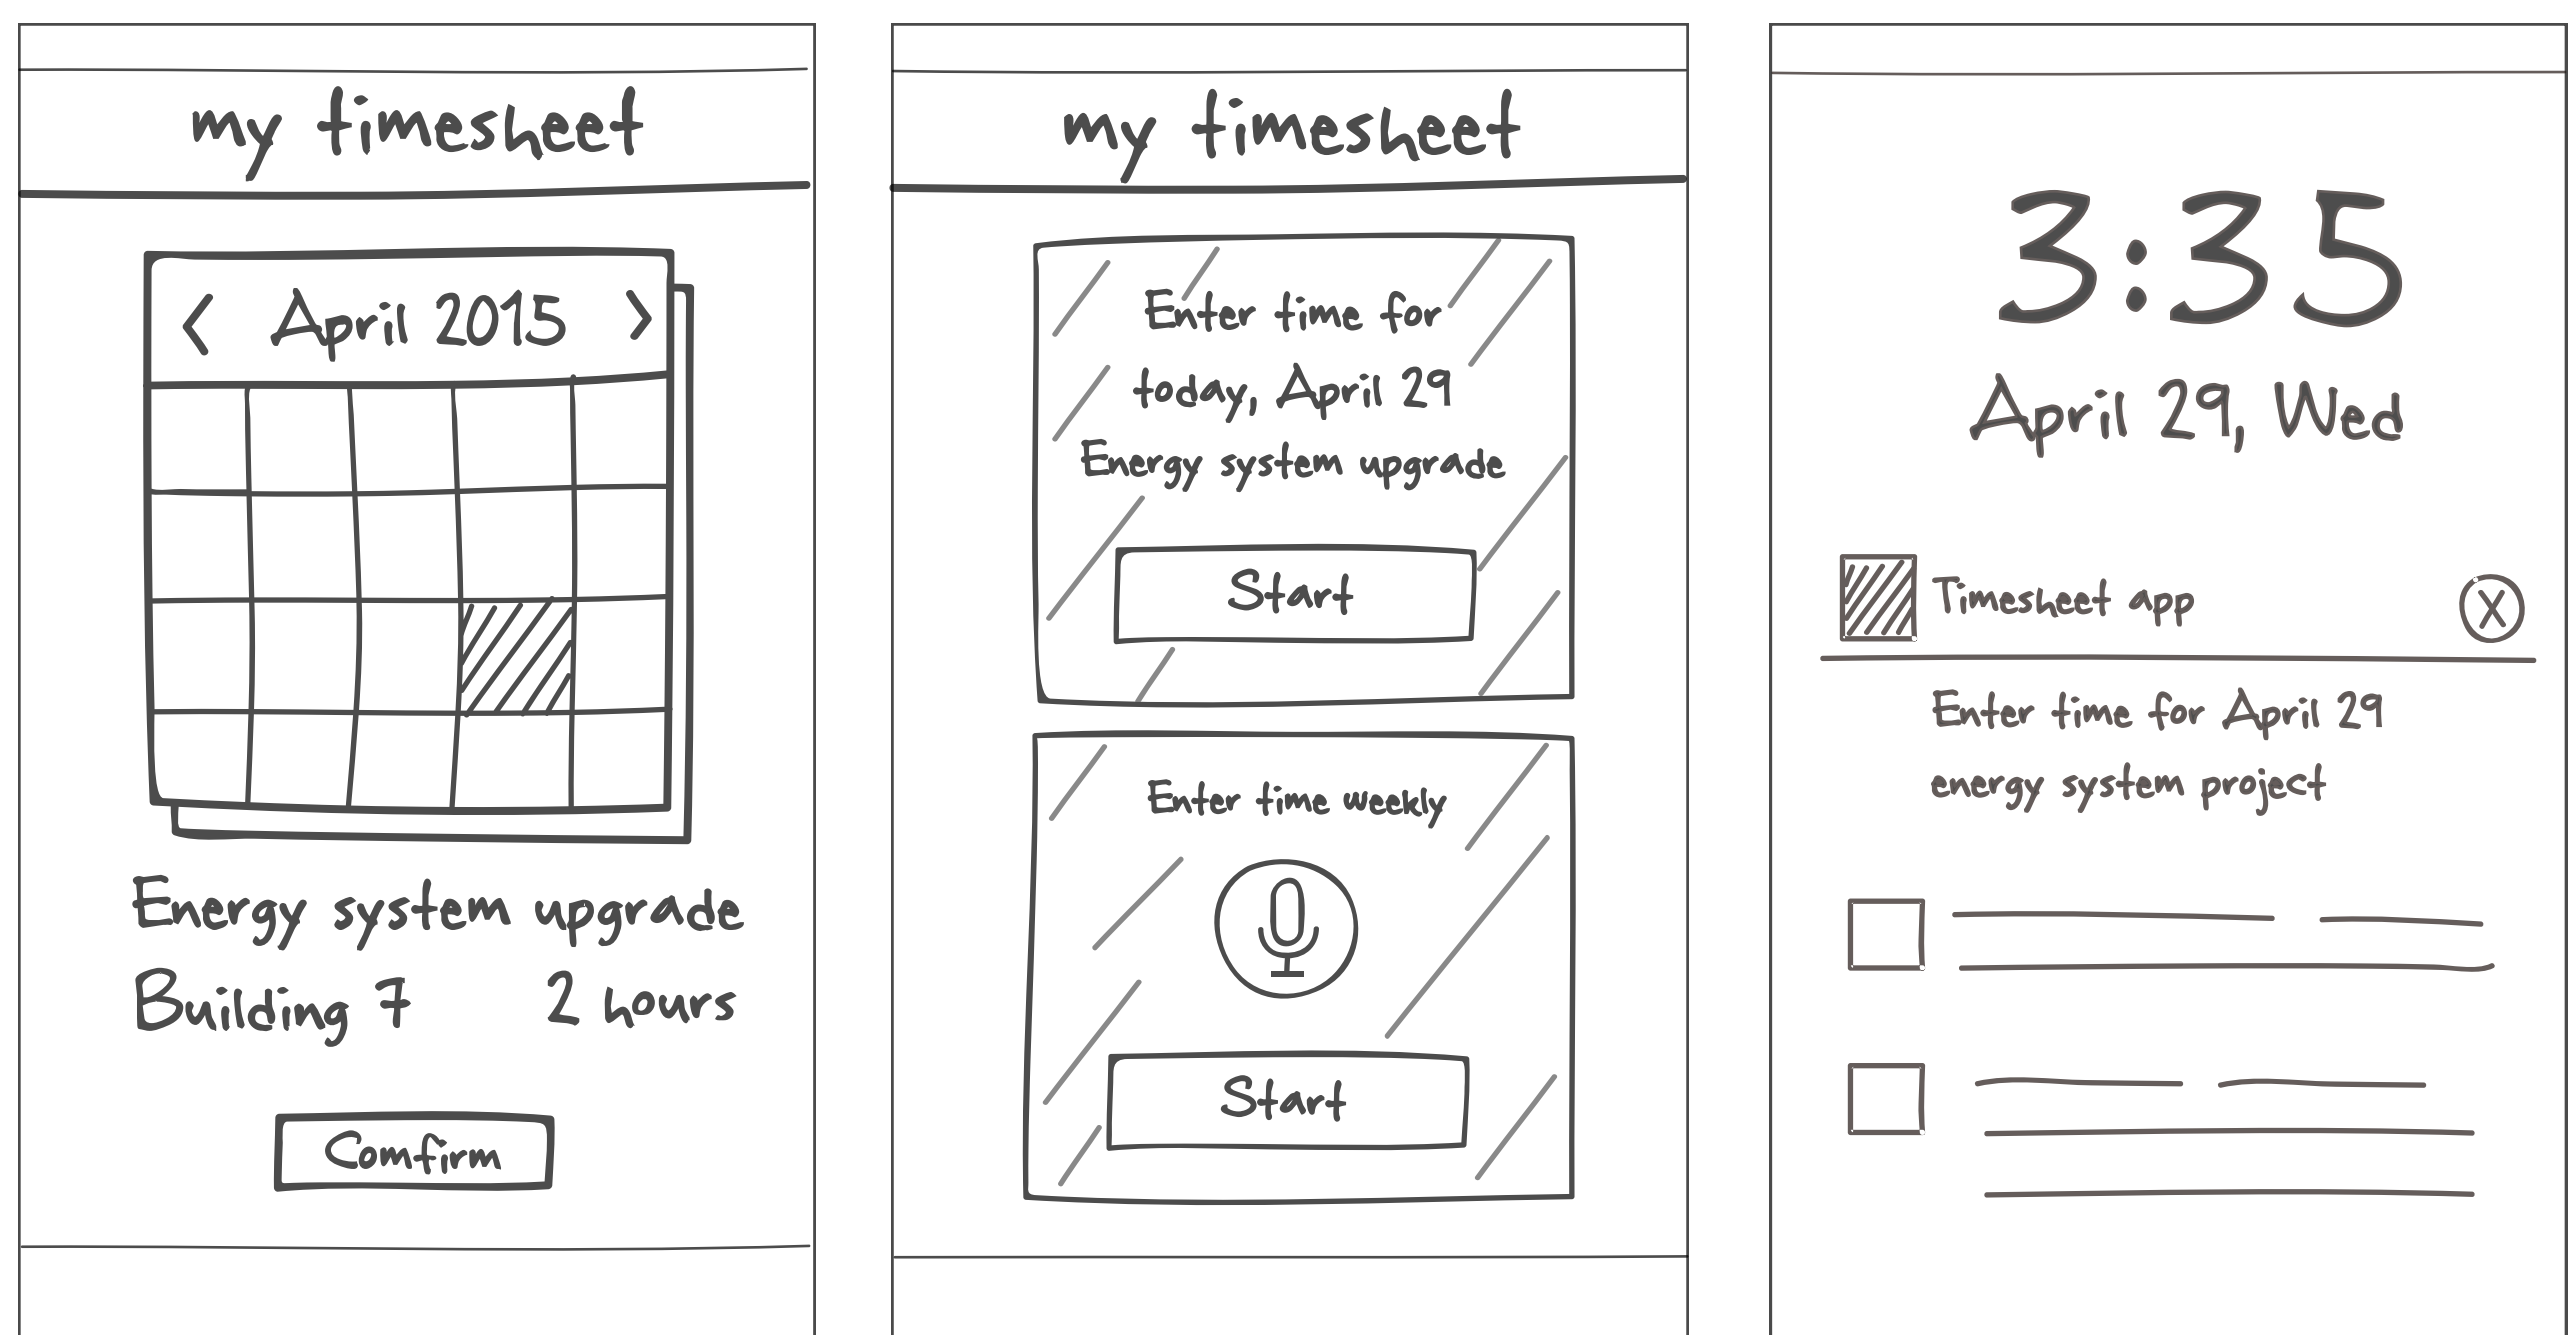 my timesheet
< April 2015 >
Energy system upgrade
Building 7 2 hours
Comfirm
my timesheet
Enter time for
today, April 29
Energy system upgrade
Start
Enter time weekly
Start
3:35
April 29, Wed
Timesheet app X
Enter time for April 29
energy system project